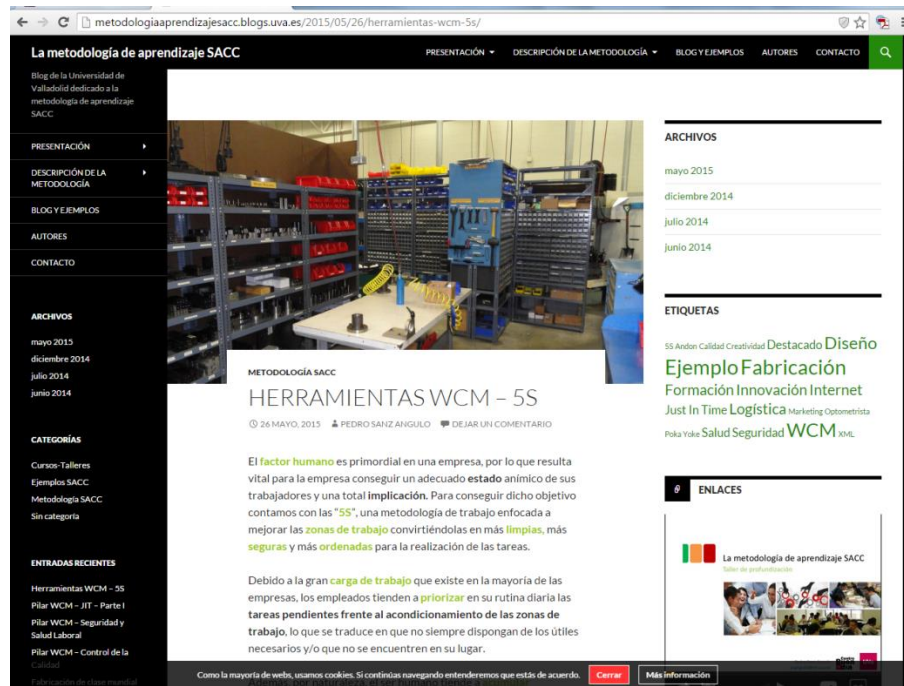 metodologiaaprendizajesacc.blogs.uva.es/2015/05/26/herramientas-wcm-5s/
La metodología de aprendizaje SACC
PRESENTACIÓN
DESCRIPCIÓN DE LA METODOLOGÍA
BLOG Y EJEMPLOS
AUTORES
CONTACTO
Blog de la Universidad de
Valladolid dedicado a la
metodología de aprendizaje
SACC
PRESENTACIÓN
DESCRIPCIÓN DE LA
METODOLOGÍA
BLOG Y EJEMPLOS
AUTORES
CONTACTO
ARCHIVOS
mayo 2015
diciembre 2014
julio 2014
junio 2014
CATEGORÍAS
Cursos-Talleres
Ejemplos SACC
Metodología SACC
Sin categoría
ENTRADAS RECIENTES
Herramientas WCM – 5S
Pilar WCM – JIT – Parte I
Pilar WCM – Seguridad y
Salud Laboral
Pilar WCM – Control de la
Calidad
Fabricación de clase mundial
METODOLOGÍA SACC
HERRAMIENTAS WCM – 5S
26 MAYO, 2015 PEDRO SANZ ANGULO DEJAR UN COMENTARIO
El factor humano es primordial en una empresa, por lo que resulta
vital para la empresa conseguir un adecuado estado anímico de sus
trabajadores y una total implicación. Para conseguir dicho objetivo
contamos con las "5S", una metodología de trabajo enfocada a
mejorar las zonas de trabajo convirtiéndolas en más limpias, más
seguras y más ordenadas para la realización de las tareas.
Debido a la gran carga de trabajo que existe en la mayoría de las
empresas, los empleados tienden a priorizar en su rutina diaria las
tareas pendientes frente al acondicionamiento de las zonas de
trabajo, lo que se traduce en que no siempre dispongan de los útiles
necesarios y/o que no se encuentren en su lugar.
ARCHIVOS
mayo 2015
diciembre 2014
julio 2014
junio 2014
ETIQUETAS
5S Andon Calidad Creatividad Destacado Diseño
Ejemplo Fabricación
Formación Innovación Internet
Just In Time Logística Marketing Optometrista
Poka Yoke Salud Seguridad WCM XML
ENLACES
La metodología de aprendizaje SACC
Taller de profundización
Como la mayoría de webs, usamos cookies. Si continúas navegando entenderemos que estás de acuerdo.
Cerrar
Más información